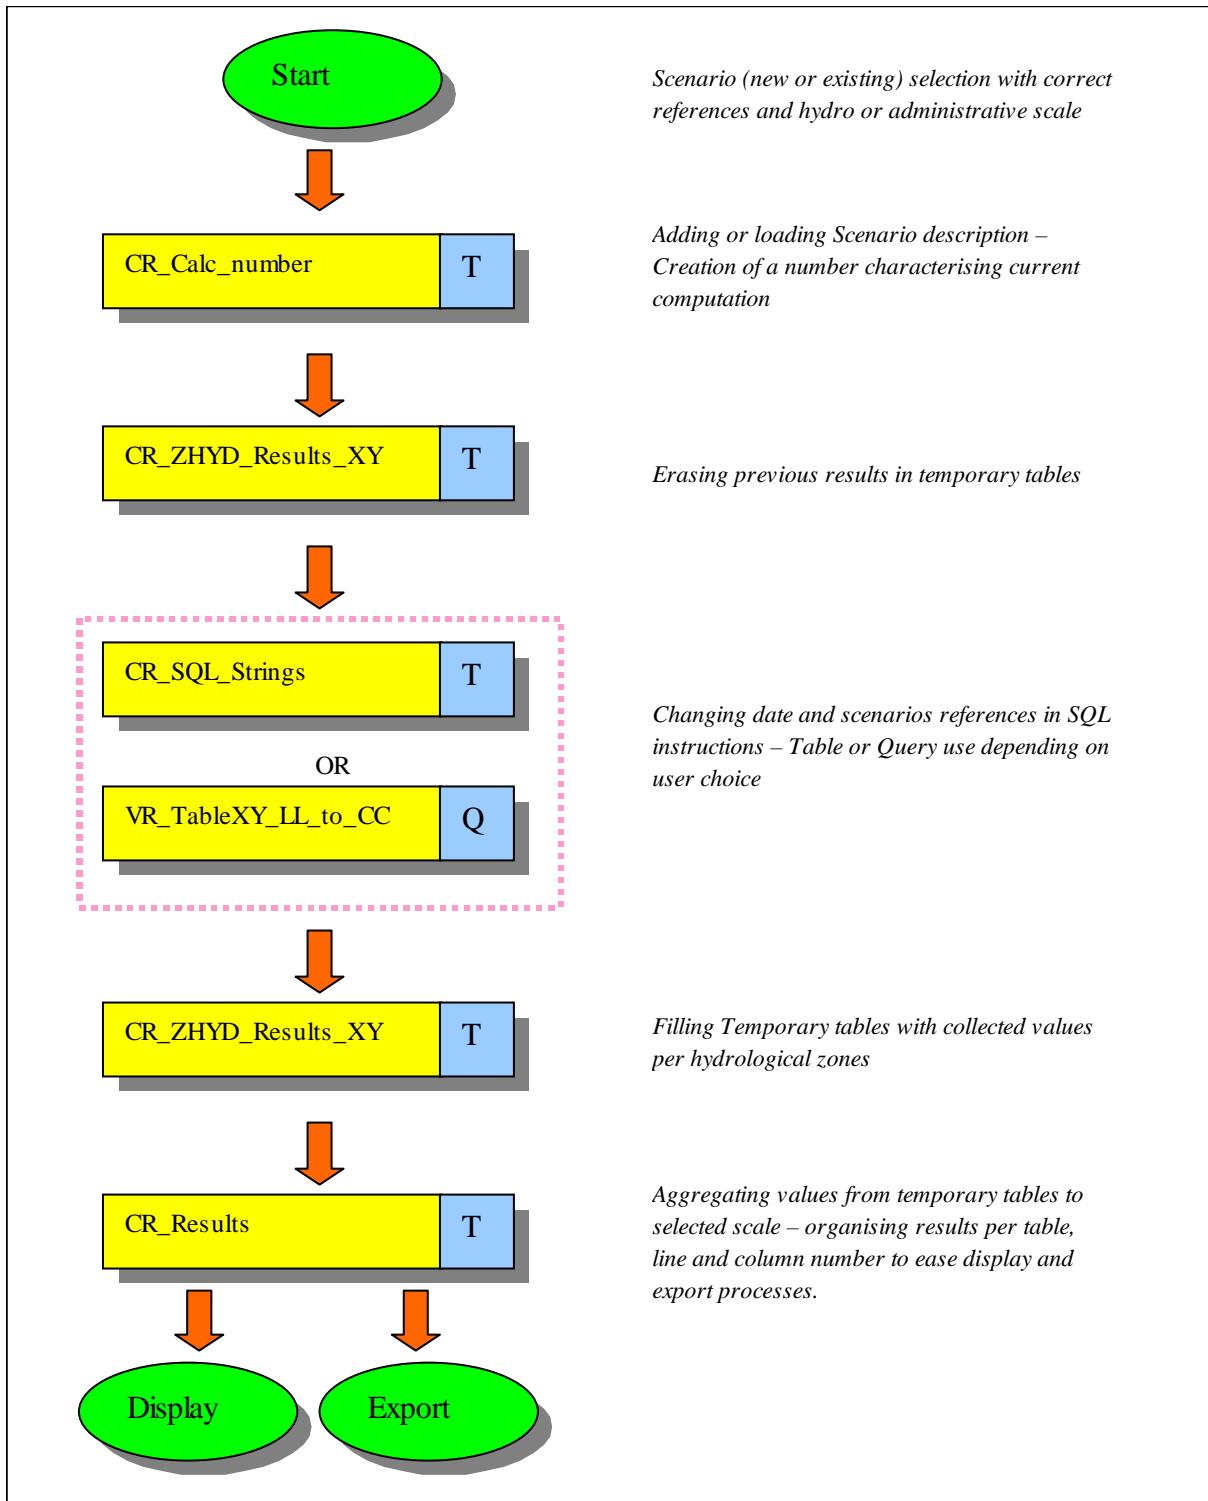 Start
Scenario (new or existing) selection with correct
references and hydro or administrative scale
CR_Calc_number T
Adding or loading Scenario description –
Creation of a number characterising current
computation
CR_ZHYD_Results_XY T
Erasing previous results in temporary tables
CR_SQL_Strings T
OR
VR_TableXY_LL_to_CC Q
Changing date and scenarios references in SQL
instructions – Table or Query use depending on
user choice
CR_ZHYD_Results_XY T
Filling Temporary tables with collected values
per hydrological zones
CR_Results T
Aggregating values from temporary tables to
selected scale – organising results per table,
line and column number to ease display and
export processes.
Display
Export